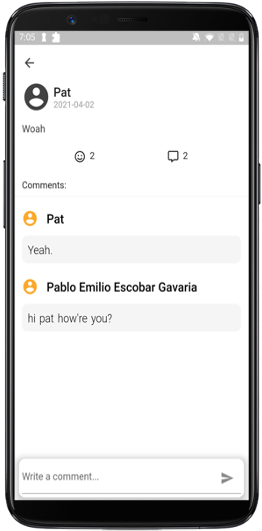 7:05
Pat
2021-04-02
Woah
2
2
Comments:
Pat
Yeah.
Pablo Emilio Escobar Gavaria
hi pat how're you?
Write a comment...